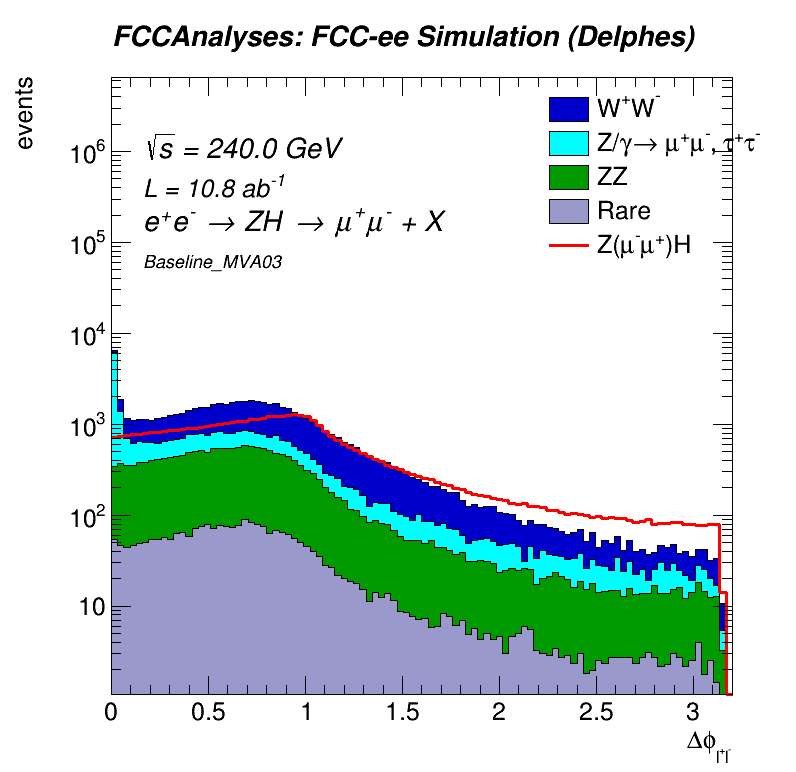 FCCAnalyses: FCC-ee Simulation (Delphes)
events
√s = 240.0 GeV
L = 10.8 ab⁻¹
e⁺e⁻ → ZH → μ⁺μ⁻ + X
Baseline_MVA03
W⁺W⁻
Z/γ→ μ⁺μ⁻, τ⁺τ⁻
ZZ
Rare
Z(μ⁻μ⁺)H
10⁶
10⁵
10⁴
10³
10²
10
0 0.5 1 1.5 2 2.5 3
Δϕ_l⁺l⁻